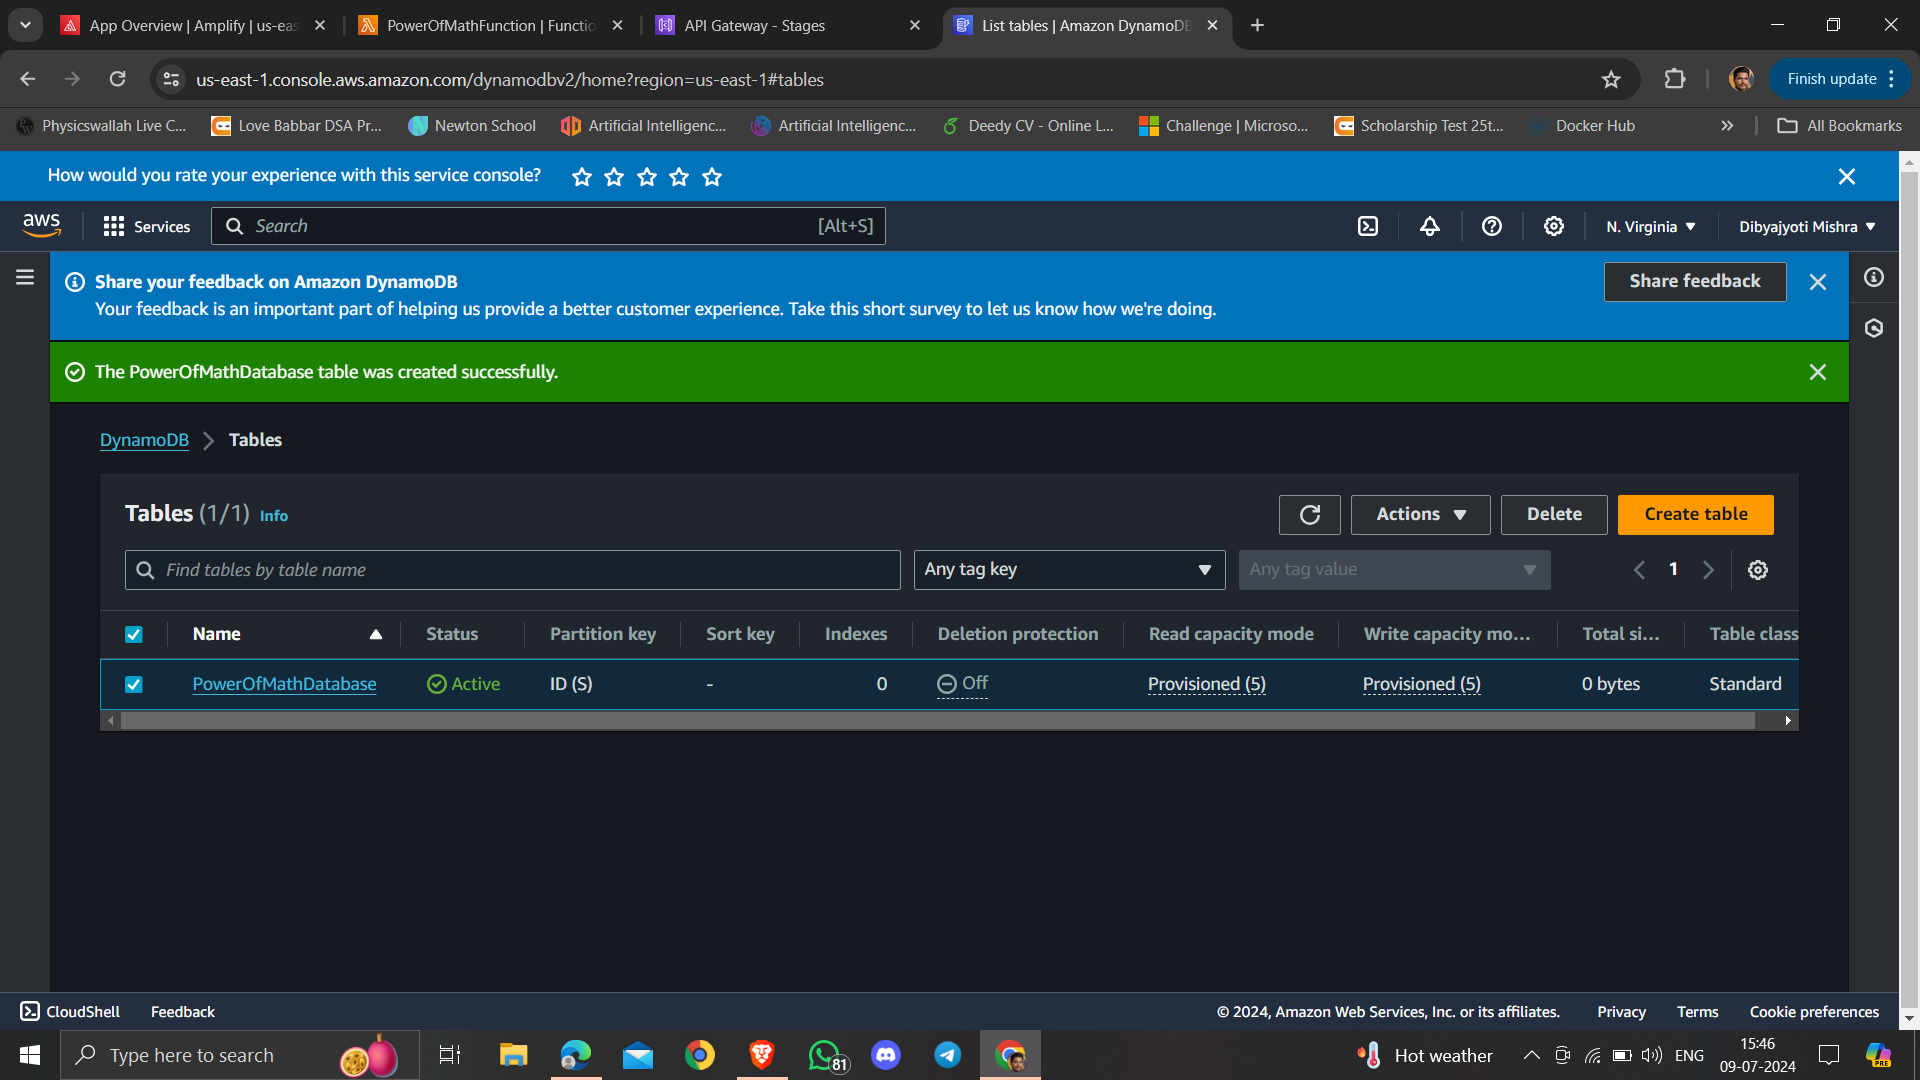 App Overview | Amplify | us-eas
PowerOfMathFunction | Functio
API Gateway - Stages
List tables | Amazon DynamoDB
us-east-1.console.aws.amazon.com/dynamodbv2/home?region=us-east-1#tables
Finish update
Physicswallah Live C...
Love Babbar DSA Pr...
Newton School
Artificial Intelligenc...
Artificial Intelligenc...
Deedy CV - Online L...
Challenge | Microso...
Scholarship Test 25t...
Docker Hub
All Bookmarks
How would you rate your experience with this service console?
aws
Services
Search
[Alt+S]
N. Virginia
Dibyajyoti Mishra
Share your feedback on Amazon DynamoDB
Your feedback is an important part of helping us provide a better customer experience. Take this short survey to let us know how we're doing.
Share feedback
The PowerOfMathDatabase table was created successfully.
DynamoDB
Tables
Tables (1/1) Info
Actions
Delete
Create table
Find tables by table name
Any tag key
Any tag value
1
Name
Status
Partition key
Sort key
Indexes
Deletion protection
Read capacity mode
Write capacity mo...
Total si...
Table class
PowerOfMathDatabase
Active
ID (S)
-
0
Off
Provisioned (5)
Provisioned (5)
0 bytes
Standard
CloudShell
Feedback
© 2024, Amazon Web Services, Inc. or its affiliates.
Privacy
Terms
Cookie preferences
Type here to search
81
Hot weather
ENG
15:46
09-07-2024
PRE